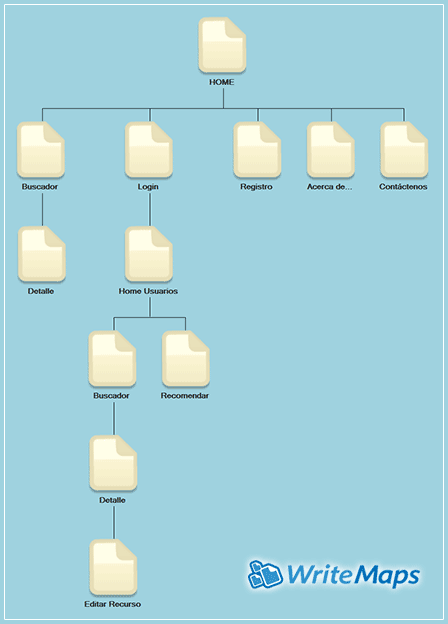 HOME
Buscador
Login
Registro
Acerca de...
Contáctenos
Detalle
Home Usuarios
Buscador
Recomendar
Detalle
Editar Recurso
WriteMaps